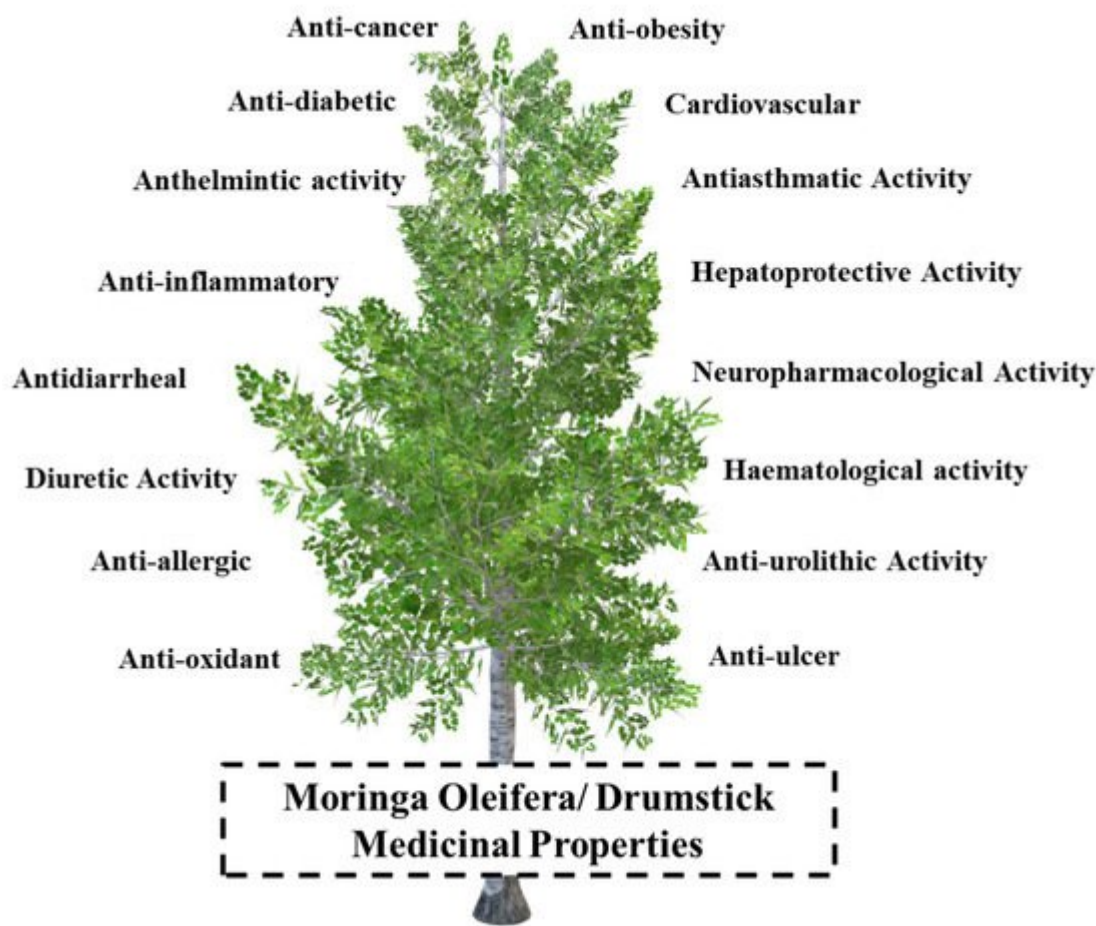 Anti-cancer
Anti-obesity
Anti-diabetic
Cardiovascular
Anthelmintic activity
Antiasthmatic Activity
Anti-inflammatory
Hepatoprotective Activity
Antidiarrheal
Neuropharmacological Activity
Diuretic Activity
Haematological activity
Anti-allergic
Anti-urolithic Activity
Anti-oxidant
Anti-ulcer
Moringa Oleifera/ Drumstick
Medicinal Properties